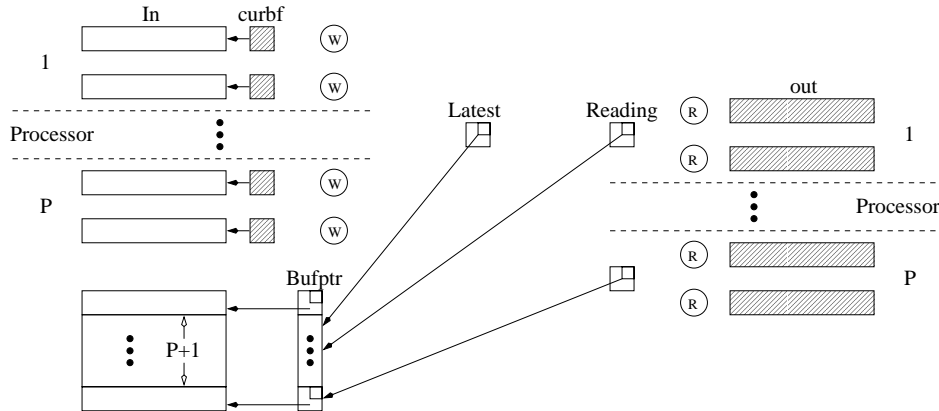 In curbf
W
1
W
Processor
W
P
W
Bufptr
P+1
Latest
Reading
out
R
1
R
Processor
R
P
R